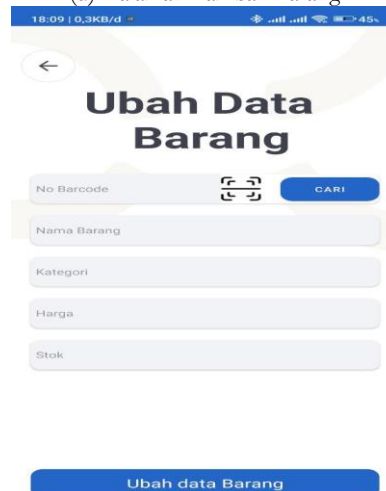 18:09 | 0,3KB/d
45%
Ubah Data
Barang
No Barcode
CARI
Nama Barang
Kategori
Harga
Stok
Ubah data Barang